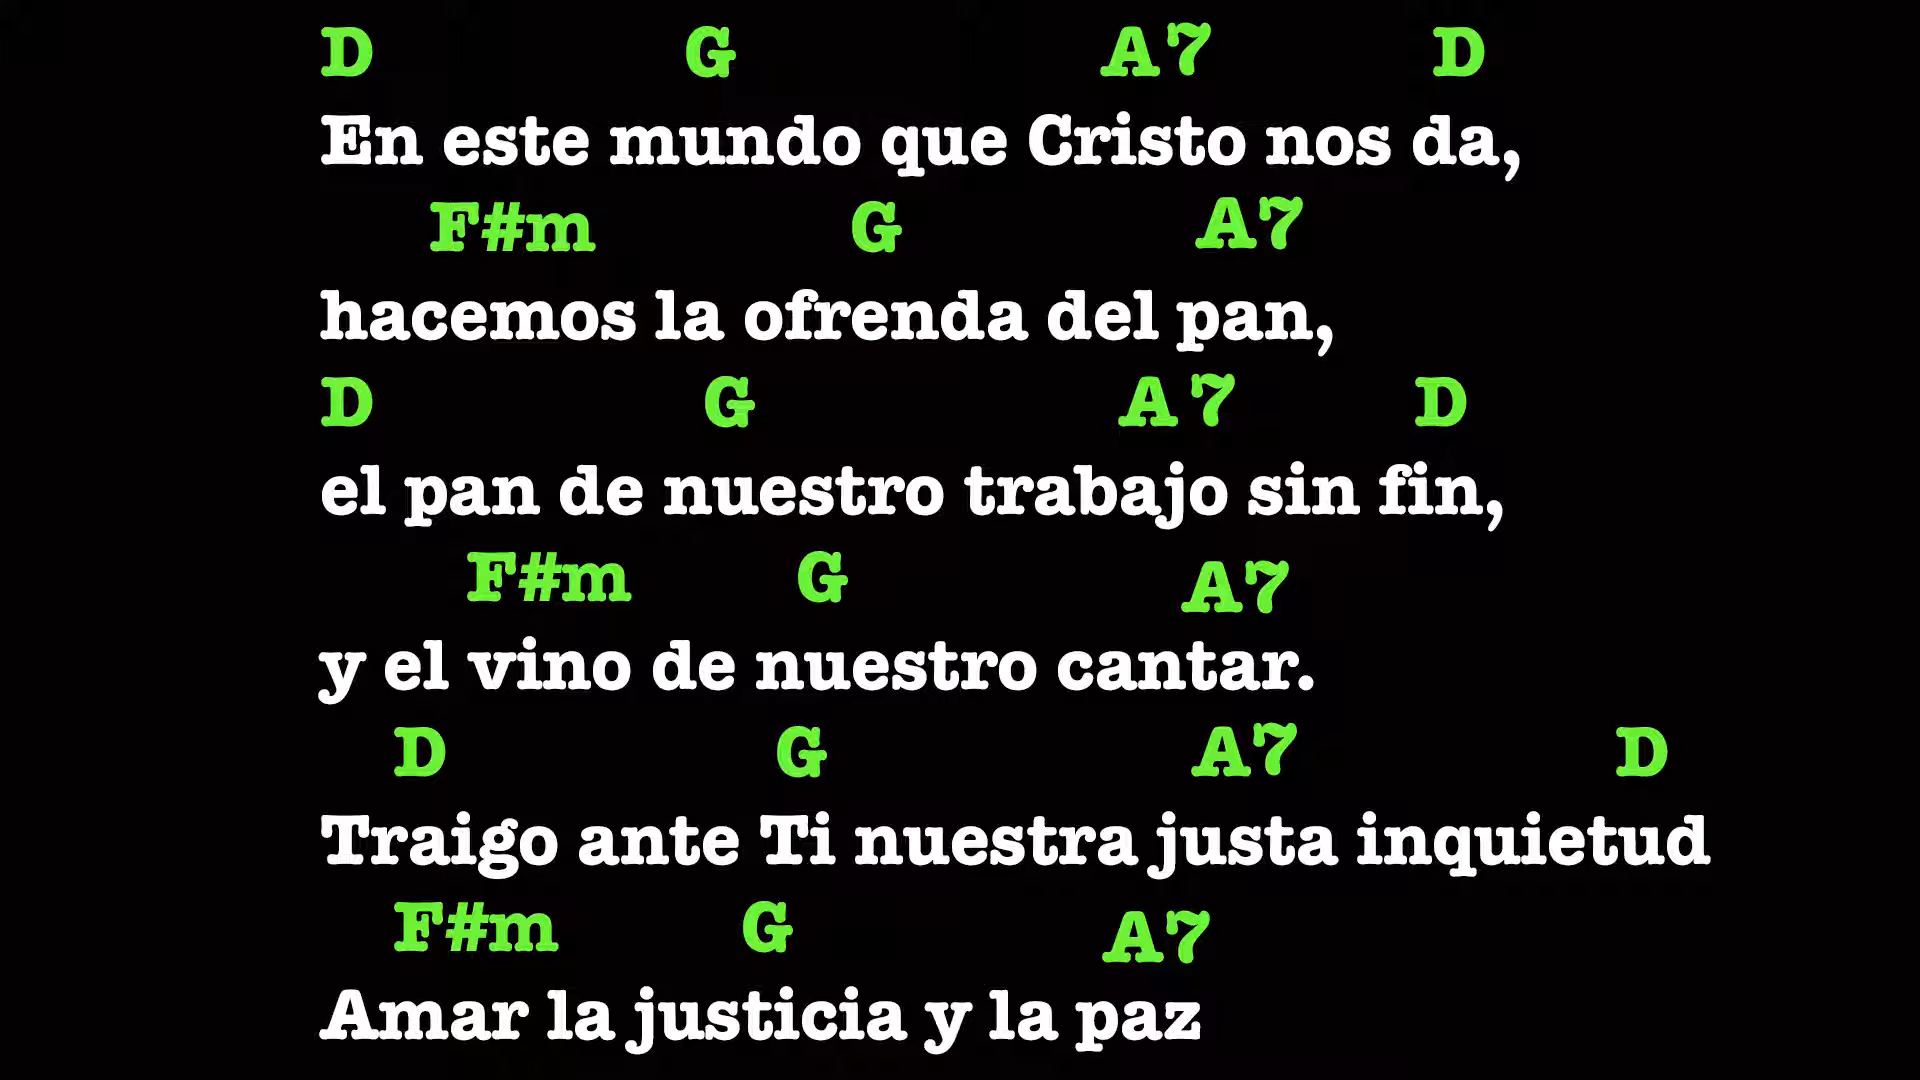 D G A7 D
En este mundo que Cristo nos da,
F#m G A7
hacemos la ofrenda del pan,
D G A7 D
el pan de nuestro trabajo sin fin,
F#m G A7
y el vino de nuestro cantar.
D G A7 D
Traigo ante Ti nuestra justa inquietud
F#m G A7
Amar la justicia y la paz